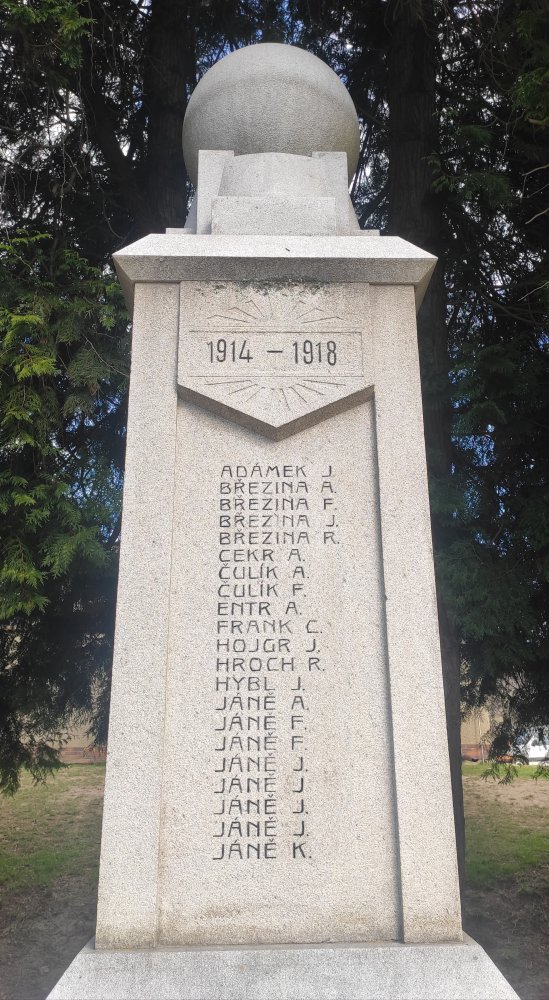 1914 – 1918
ADÁMEK J.
BŘEZINA A.
BŘEZINA F.
BŘEZINA J.
BŘEZINA R.
CEKR A.
ČULÍK A.
ČULÍK F.
ENTR A.
FRANK C.
HOJGR J.
HROCH R.
HYBL J.
JÁNĚ A.
JÁNĚ F.
JÁNĚ F.
JÁNĚ J.
JÁNĚ J.
JÁNĚ J.
JÁNĚ J.
JÁNĚ K.